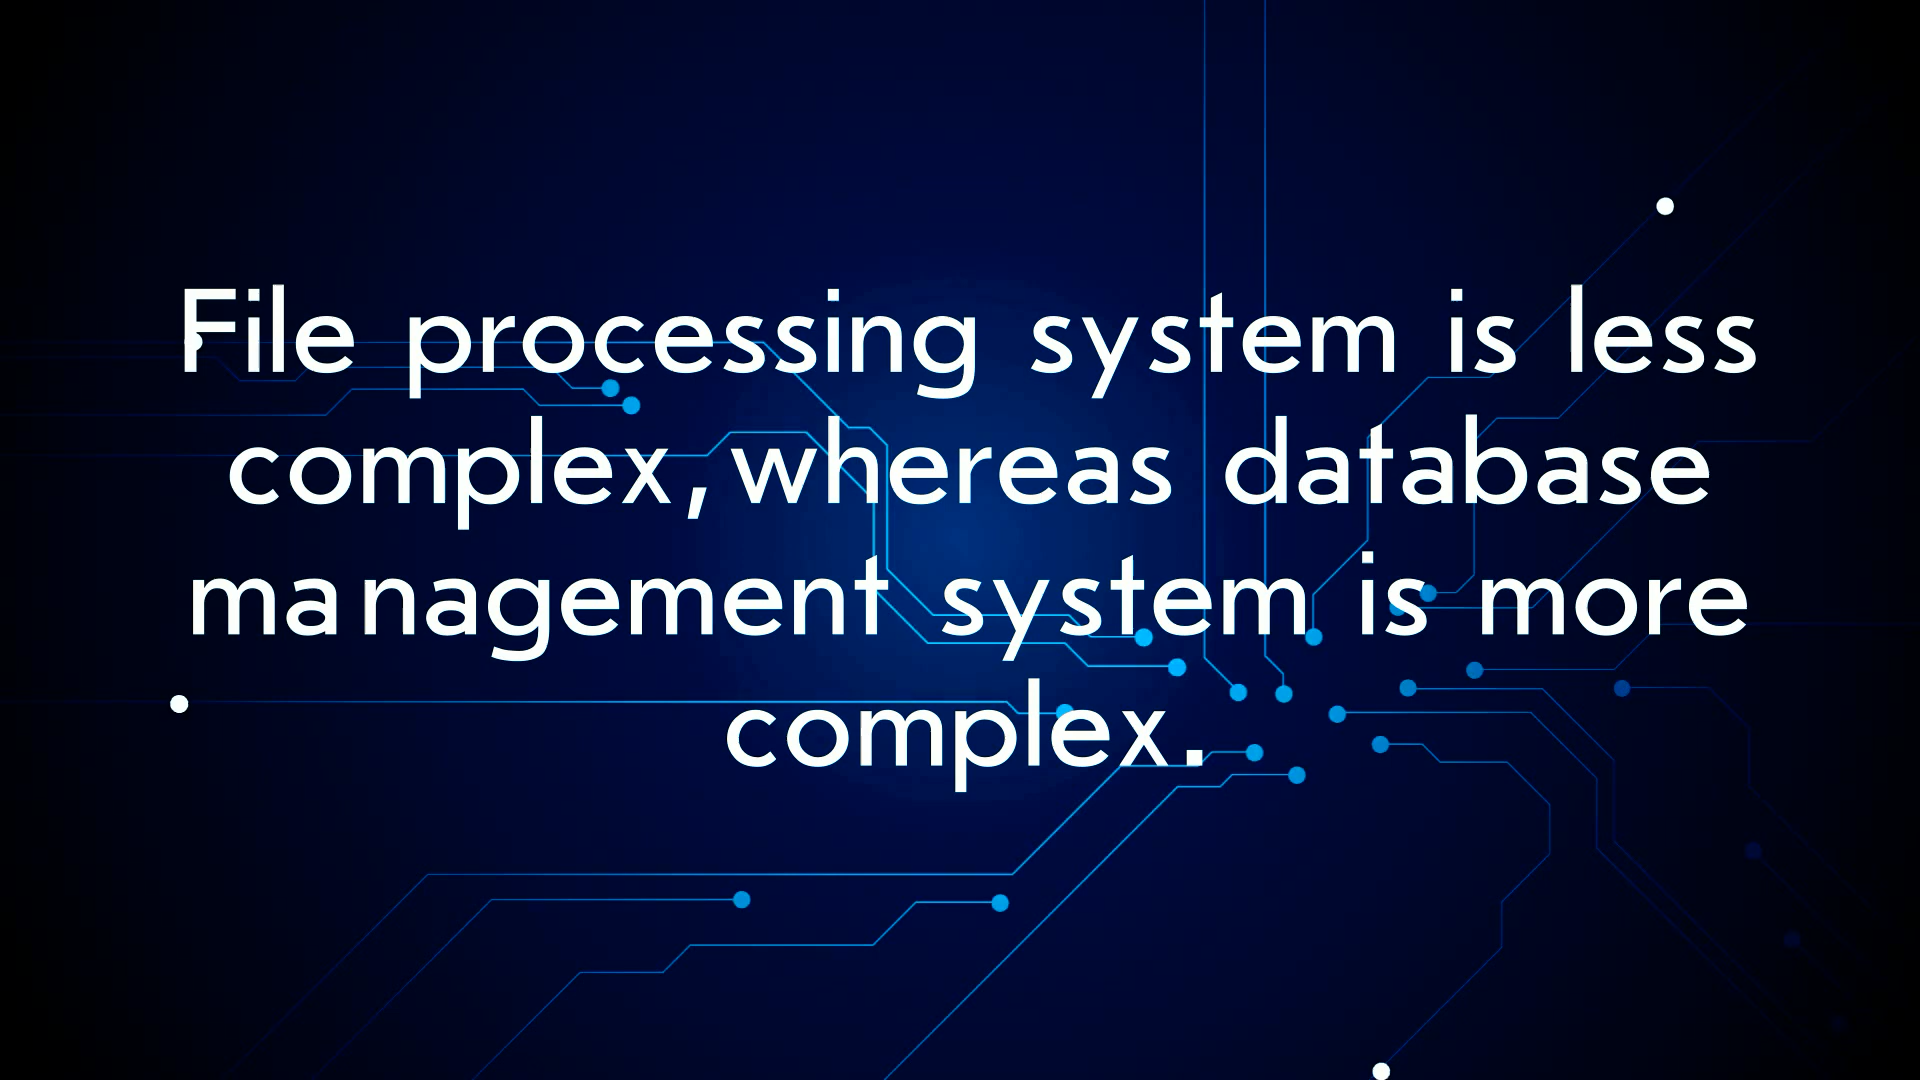 File processing system is less
complex,whereas database
management system is more
complex.